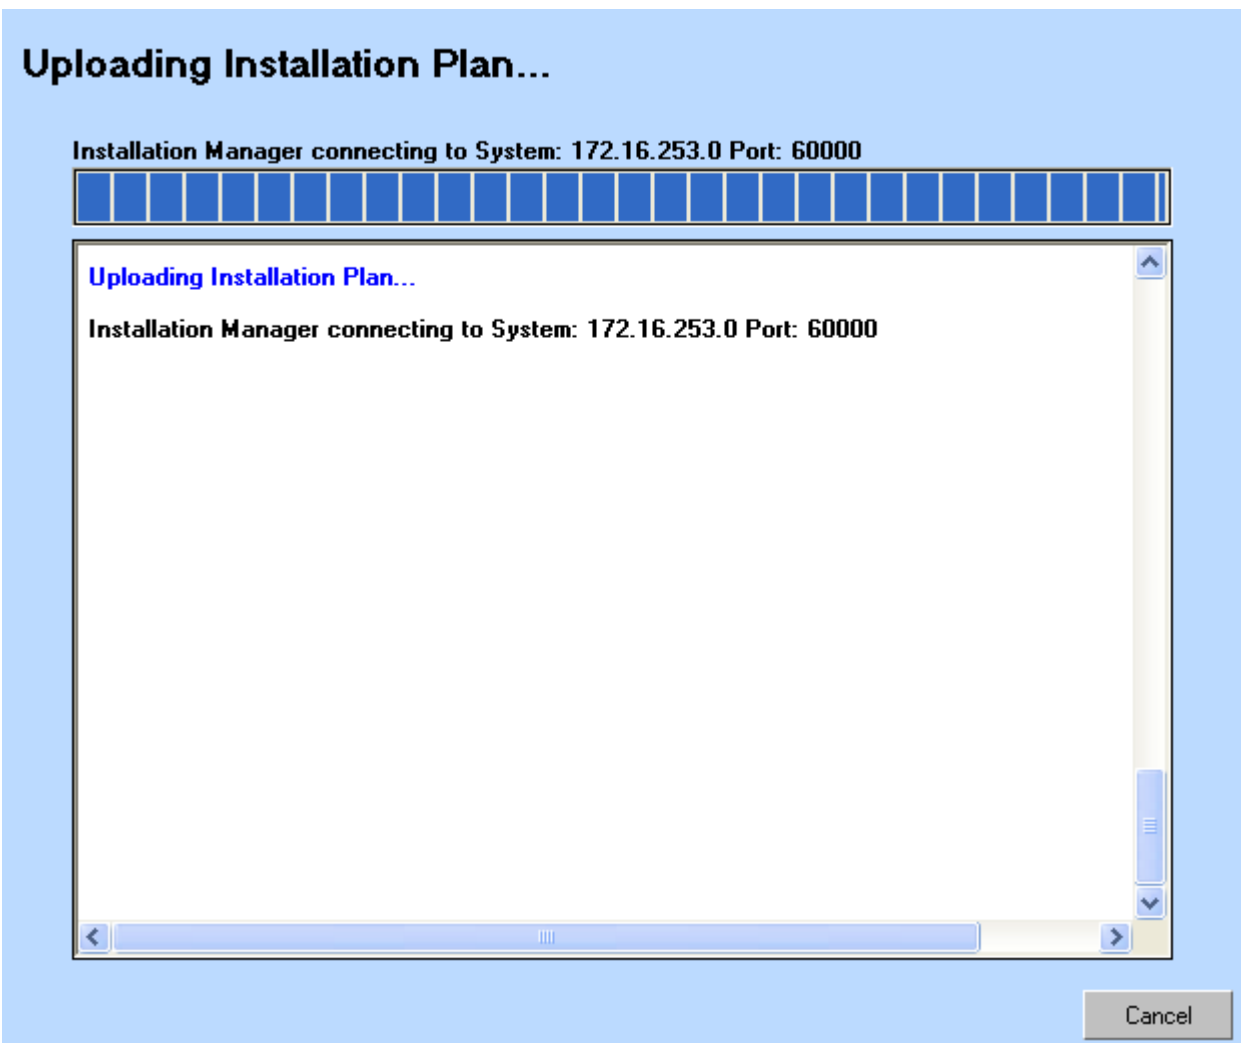 Uploading Installation Plan...
Installation Manager connecting to System: 172.16.253.0 Port: 60000
Uploading Installation Plan...
Installation Manager connecting to System: 172.16.253.0 Port: 60000
Cancel